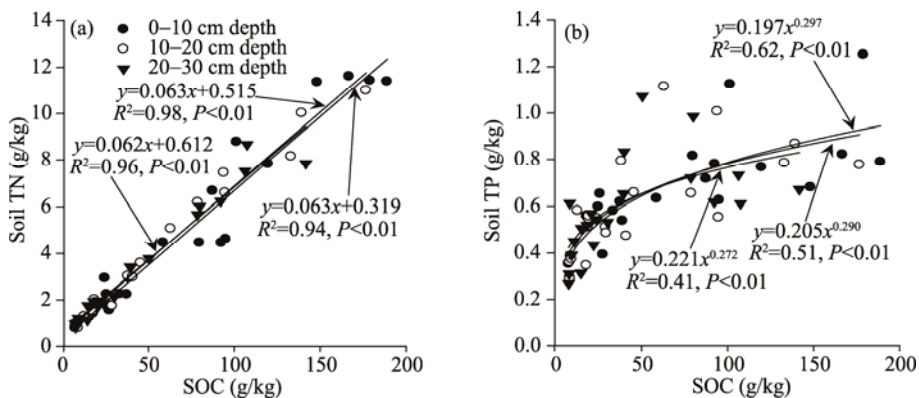 14
(a)
● 0–10 cm depth
○ 10–20 cm depth
▼ 20–30 cm depth
12
y=0.063x+0.515
R²=0.98, P<0.01
10
y=0.062x+0.612
R²=0.96, P<0.01
8
y=0.063x+0.319
R²=0.94, P<0.01
6
4
2
0
Soil TN (g/kg)
0 50 100 150 200
SOC (g/kg)
1.4
(b)
y=0.197x^0.297
R²=0.62, P<0.01
1.2
1.0
0.8
y=0.205x^0.290
R²=0.51, P<0.01
0.6
y=0.221x^0.272
R²=0.41, P<0.01
0.4
0.2
0.0
Soil TP (g/kg)
0 50 100 150 200
SOC (g/kg)